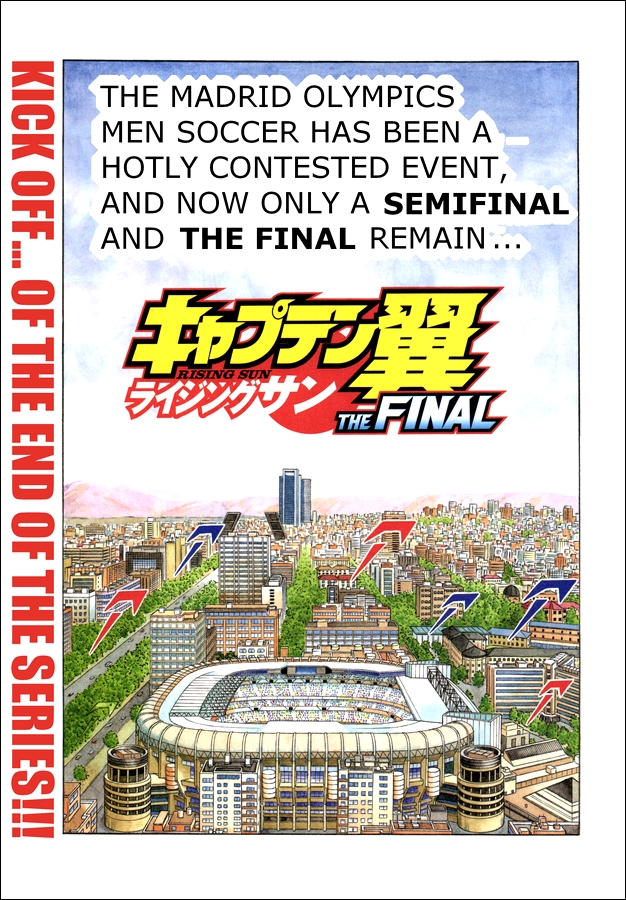 THE MADRID OLYMPICS
MEN SOCCER HAS BEEN A
HOTLY CONTESTED EVENT,
AND NOW ONLY A SEMIFINAL
AND THE FINAL REMAIN...
キャプテン翼
RISING SUN
ライジングサン
THE FINAL
KICK OFF... OF THE END OF THE SERIES!!!